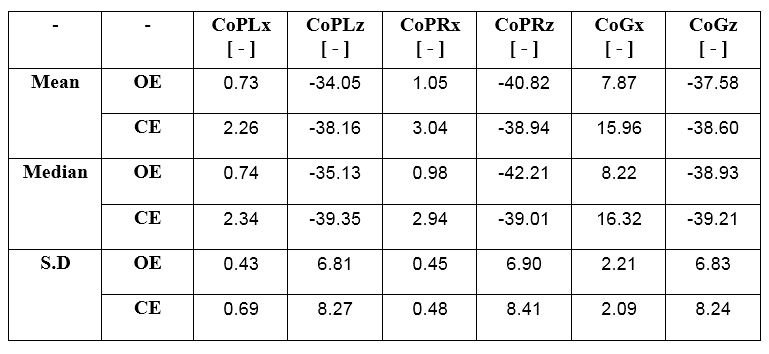 - - CoPLx CoPLz CoPRx CoPRz CoGx CoGz
[ - ] [ - ] [ - ] [ - ] [ - ] [ - ]
Mean OE 0.73 -34.05 1.05 -40.82 7.87 -37.58
CE 2.26 -38.16 3.04 -38.94 15.96 -38.60
Median OE 0.74 -35.13 0.98 -42.21 8.22 -38.93
CE 2.34 -39.35 2.94 -39.01 16.32 -39.21
S.D OE 0.43 6.81 0.45 6.90 2.21 6.83
CE 0.69 8.27 0.48 8.41 2.09 8.24